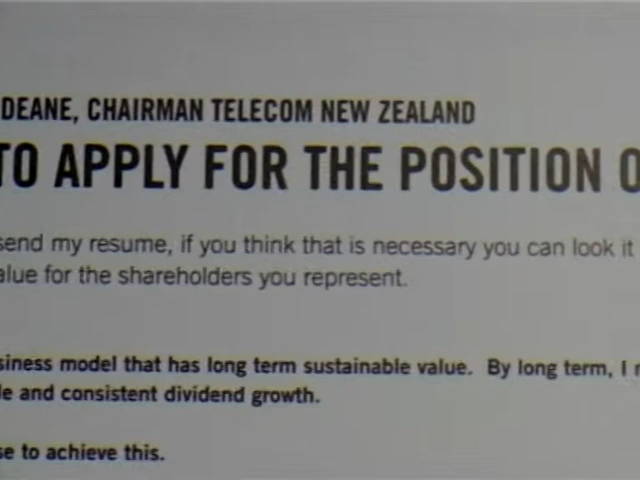 DEANE, CHAIRMAN TELECOM NEW ZEALAND
TO APPLY FOR THE POSITION O
send my resume, if you think that is necessary you can look it
alue for the shareholders you represent.
siness model that has long term sustainable value. By long term, I
le and consistent dividend growth.
se to achieve this.